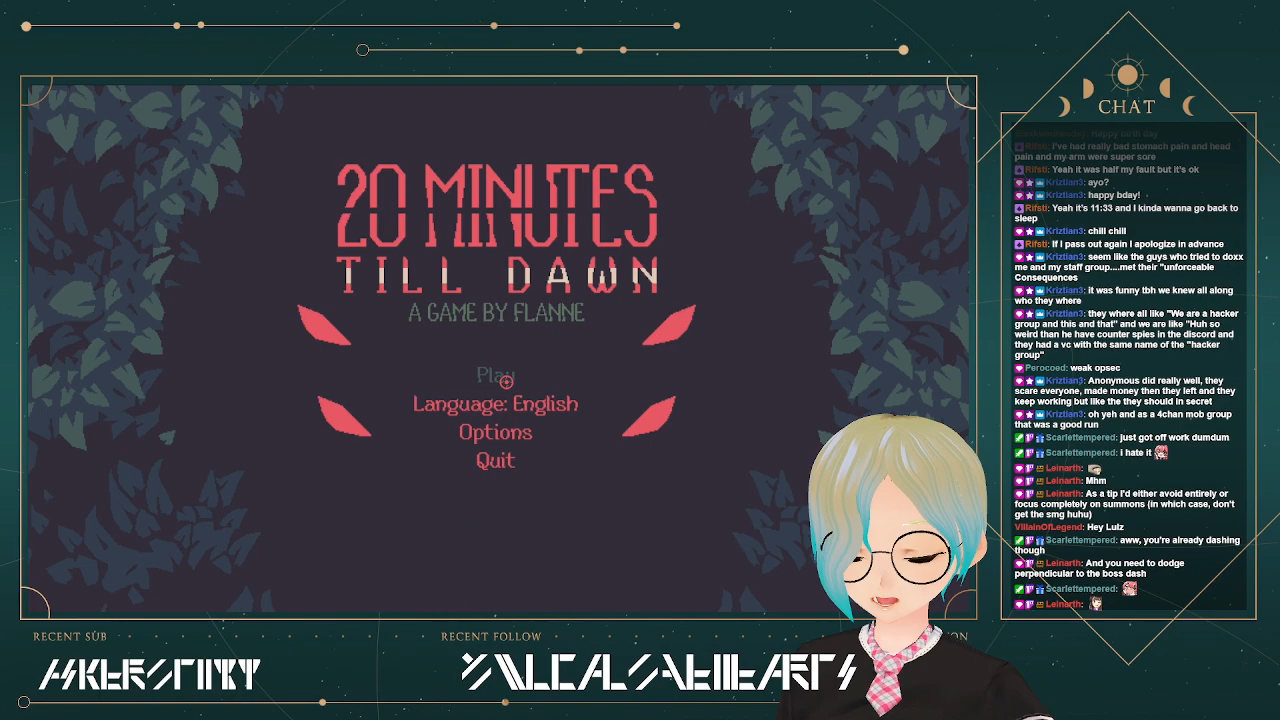 20 MINUTES
TILL DAWN
A GAME BY FLANNE
Play
Language: English
Options
Quit
CHAT
Happy birth day
Rifsti: I've had really bad stomach pain and head
pain and my arm were super sore
Rifsti: Yeah it was half my fault but it's ok
Kriztian3: ayo?
Kriztian3: happy bday!
Rifsti: Yeah it's 11:33 and I kinda wanna go back to
sleep
Kriztian3: chill chill
Rifsti: If I pass out again I apologize in advance
Kriztian3: seem like the guys who tried to doxx
me and my staff group....met their "unforceable
Consequences
Kriztian3: it was funny tbh we knew all along
who they where
Kriztian3: they where all like "We are a hacker
group and this and that" and we are like "Huh so
weird than he have counter spies in the discord and
they had a vc with the same name of the "hacker
group"
Perocoed: weak opsec
Kriztian3: Anonymous did really well, they
scare everyone, made money then they left and they
keep working but like the they should in secret
Kriztian3: oh yeh and as a 4chan mob group
that was a good run
Scarlettempered: just got off work dumdum
Scarlettempered: i hate it
Leinarth:
Leinarth: Mhm
Leinarth: As a tip I'd either avoid entirely or
focus completely on summons (in which case, don't
get the smg huhu)
VillainOfLegend: Hey Lulz
Scarlettempered: aww, you're already dashing
though
Leinarth: And you need to dodge
perpendicular to the boss dash
Scarlettempered:
Leinarth:
RECENT SUB
RECENT FOLLOW